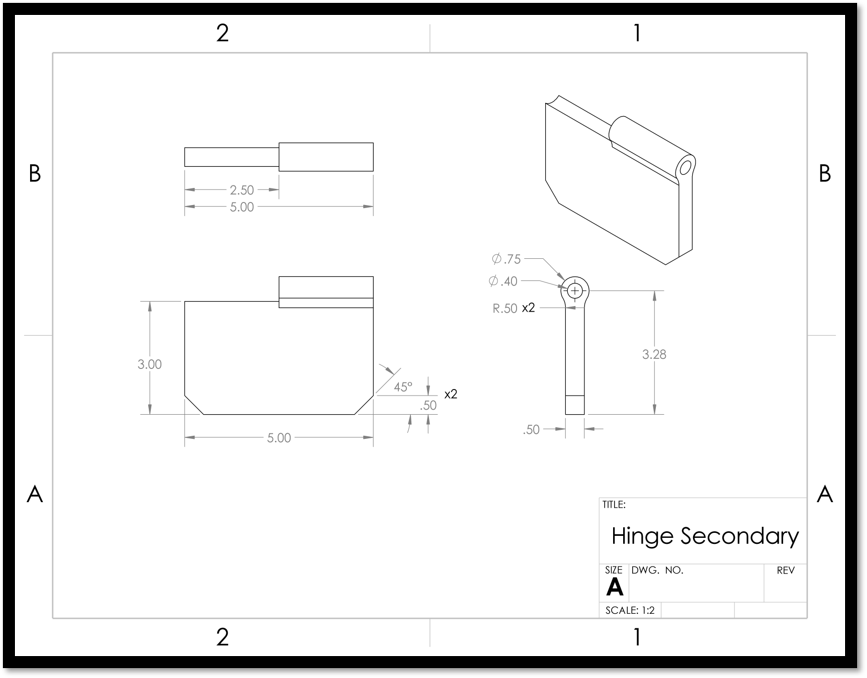 2 1
B B
2.50
5.00
∅.75
∅.40
R.50 x2
3.28
3.00
45°
.50 x2
5.00
.50
A A
TITLE:
Hinge Secondary
SIZE DWG. NO. REV
A
SCALE: 1:2
2 1